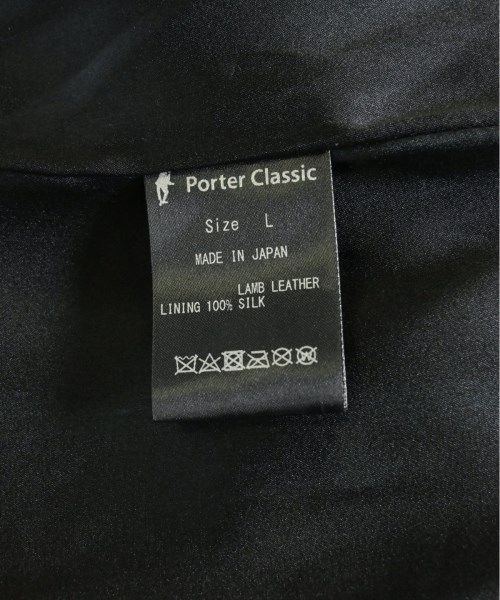 Porter Classic
Size L
MADE IN JAPAN
LAMB LEATHER
LINING 100% SILK